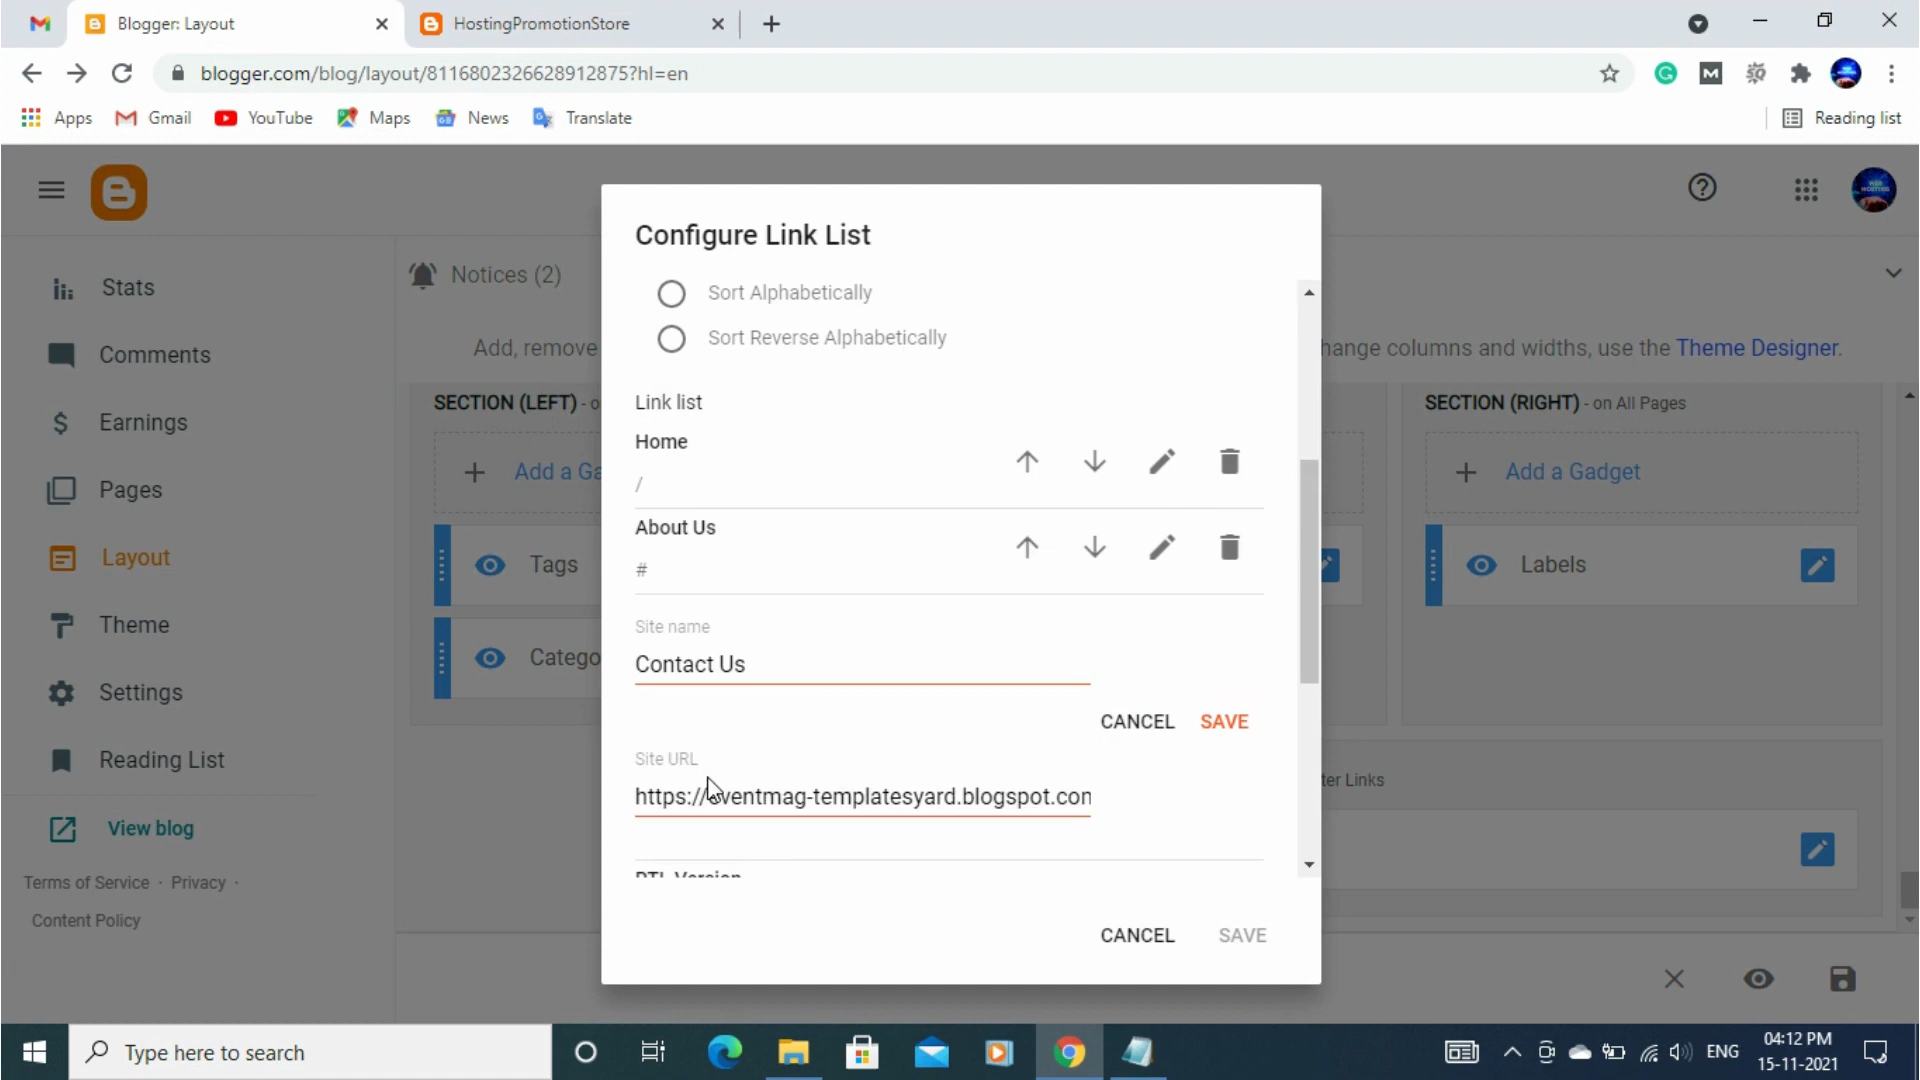 Blogger: Layout
HostingPromotionStore
blogger.com/blog/layout/8116802326628912875?hl=en
Apps
Gmail
YouTube
Maps
News
Translate
Reading list
Configure Link List
Notices (2)
Stats
Sort Alphabetically
Sort Reverse Alphabetically
Add, remove
hange columns and widths, use the Theme Designer.
Comments
SECTION (LEFT) - o
Link list
SECTION (RIGHT) - on All Pages
Earnings
Home
/
Add a Ga
Add a Gadget
Pages
About Us
#
Layout
Tags
Labels
Theme
Site name
Contact Us
Catego
Settings
CANCEL
SAVE
Reading List
Site URL
https://eventmag-templatesyard.blogspot.con
ter Links
View blog
RTL Version
Terms of Service · Privacy ·
Content Policy
CANCEL
SAVE
Type here to search
ENG
04:12 PM
15-11-2021